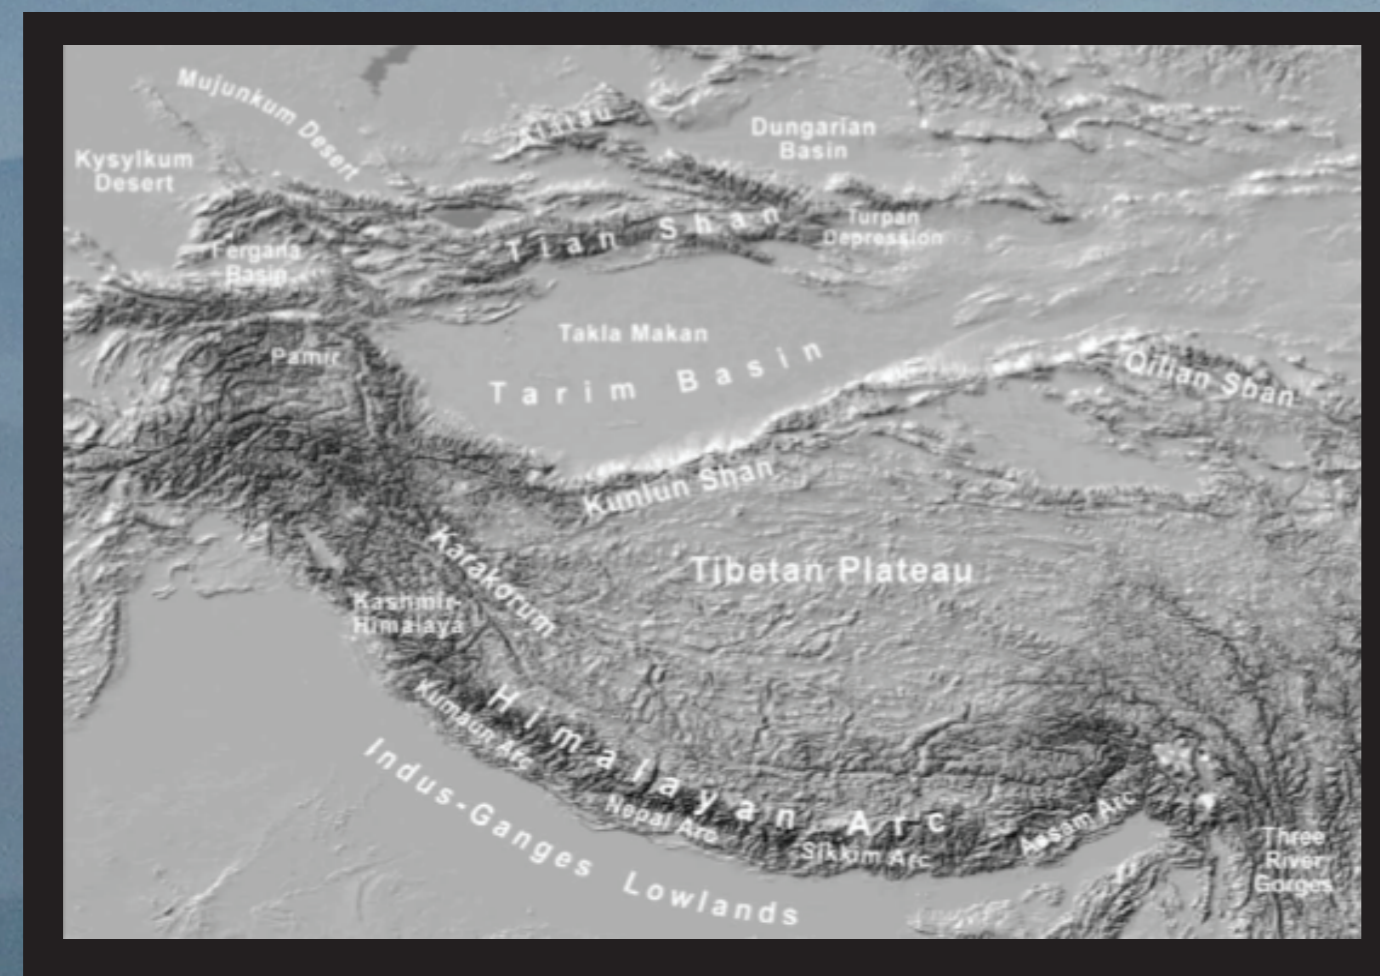 Mujunkum Desert
Kysylkum
Desert
Dungarian
Basin
Tian Shan
Turpan
Depression
Fergana
Basin
Takla Makan
Tarim Basin
Pamir
Qilian Shan
Kunlun Shan
Karakorum
Tibetan Plateau
Kashmir-
Himalaya
Himalayan Arc
Kumaun Arc
Nepal Arc
Sikkim Arc
Assam Arc
Indus-Ganges Lowlands
Three
River
Gorges